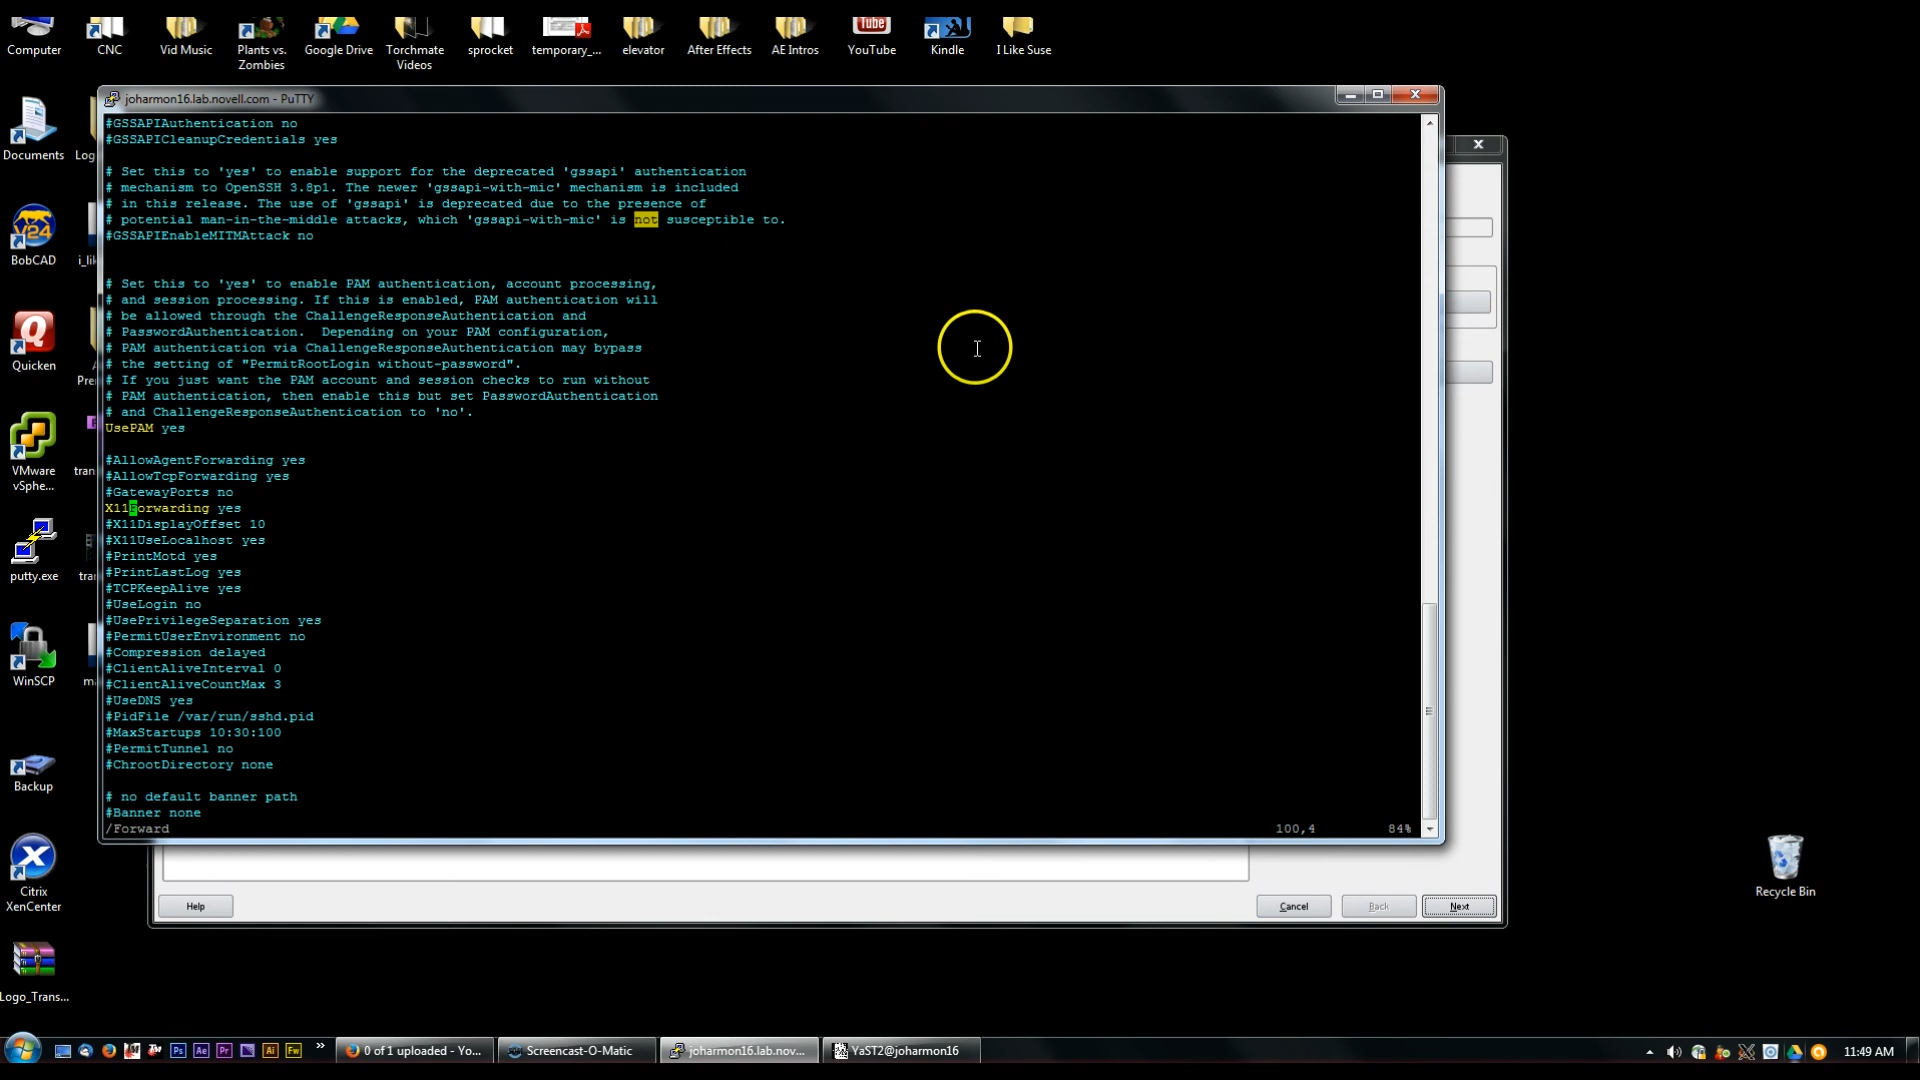 Computer
CNC
Vid Music
Plants vs.
Zombies
Google Drive
Torchmate
Videos
sprocket
temporary_...
elevator
After Effects
AE Intros
YouTube
Kindle
I Like Suse
Documents
Log
BobCAD
i_lik
Quicken
Pre
VMware
vSphe...
tran
putty.exe
tran
WinSCP
ma
Backup
Citrix
XenCenter
Logo_Trans...
Recycle Bin
joharmon16.lab.novell.com - PuTTY
#GSSAPIAuthentication no
#GSSAPICleanupCredentials yes
# Set this to 'yes' to enable support for the deprecated 'gssapi' authentication
# mechanism to OpenSSH 3.8p1. The newer 'gssapi-with-mic' mechanism is included
# in this release. The use of 'gssapi' is deprecated due to the presence of
# potential man-in-the-middle attacks, which 'gssapi-with-mic' is not susceptible to.
#GSSAPIEnableMITMAttack no
# Set this to 'yes' to enable PAM authentication, account processing,
# and session processing. If this is enabled, PAM authentication will
# be allowed through the ChallengeResponseAuthentication and
# PasswordAuthentication.  Depending on your PAM configuration,
# PAM authentication via ChallengeResponseAuthentication may bypass
# the setting of "PermitRootLogin without-password".
# If you just want the PAM account and session checks to run without
# PAM authentication, then enable this but set PasswordAuthentication
# and ChallengeResponseAuthentication to 'no'.
UsePAM yes
#AllowAgentForwarding yes
#AllowTcpForwarding yes
#GatewayPorts no
X11Forwarding yes
#X11DisplayOffset 10
#X11UseLocalhost yes
#PrintMotd yes
#PrintLastLog yes
#TCPKeepAlive yes
#UseLogin no
#UsePrivilegeSeparation yes
#PermitUserEnvironment no
#Compression delayed
#ClientAliveInterval 0
#ClientAliveCountMax 3
#UseDNS yes
#PidFile /var/run/sshd.pid
#MaxStartups 10:30:100
#PermitTunnel no
#ChrootDirectory none
# no default banner path
#Banner none
/Forward 100,4 84%
Help
Cancel
Back
Next
0 of 1 uploaded - Yo...
Screencast-O-Matic
joharmon16.lab.nov...
YaST2@joharmon16
11:49 AM